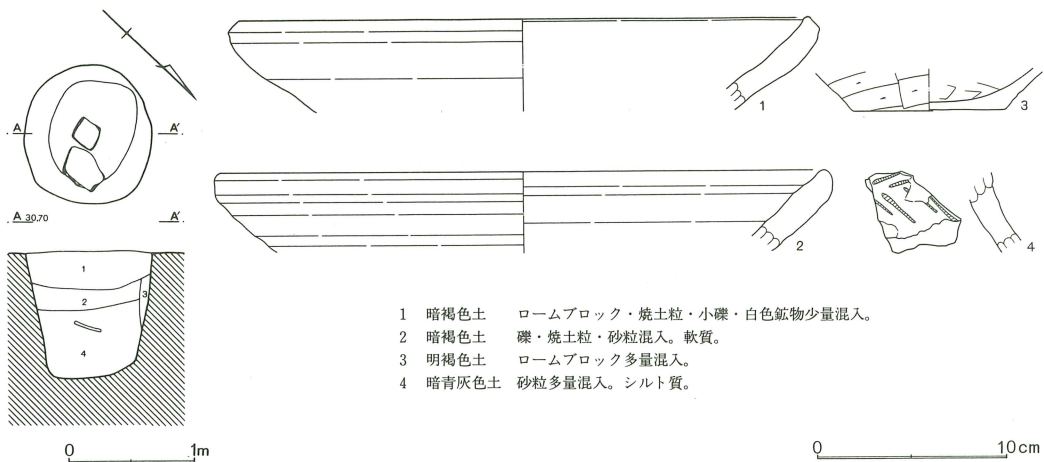 A A′
A 30.70 A′
1
2
3
4
0 1m
1
2
3
4
1 暗褐色土 ロームブロック・焼土粒・小礫・白色鉱物少量混入。
2 暗褐色土 礫・焼土粒・砂粒混入。軟質。
3 明褐色土 ロームブロック多量混入。
4 暗青灰色土 砂粒多量混入。シルト質。
0 10cm